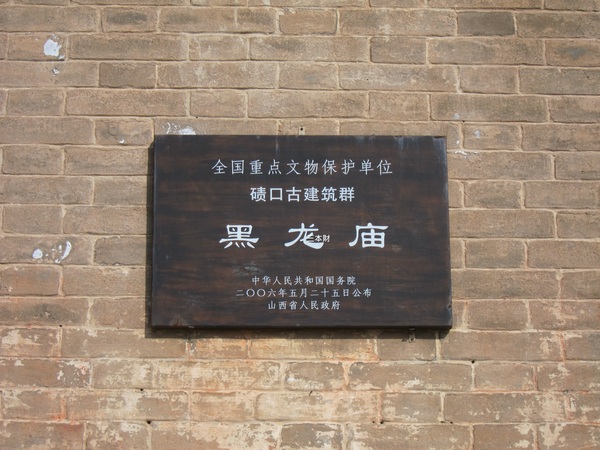 全国重点文物保护单位
碛口古建筑群
黑龙庙
本财
中华人民共和国国务院
二〇〇六年五月二十五日公布
山西省人民政府